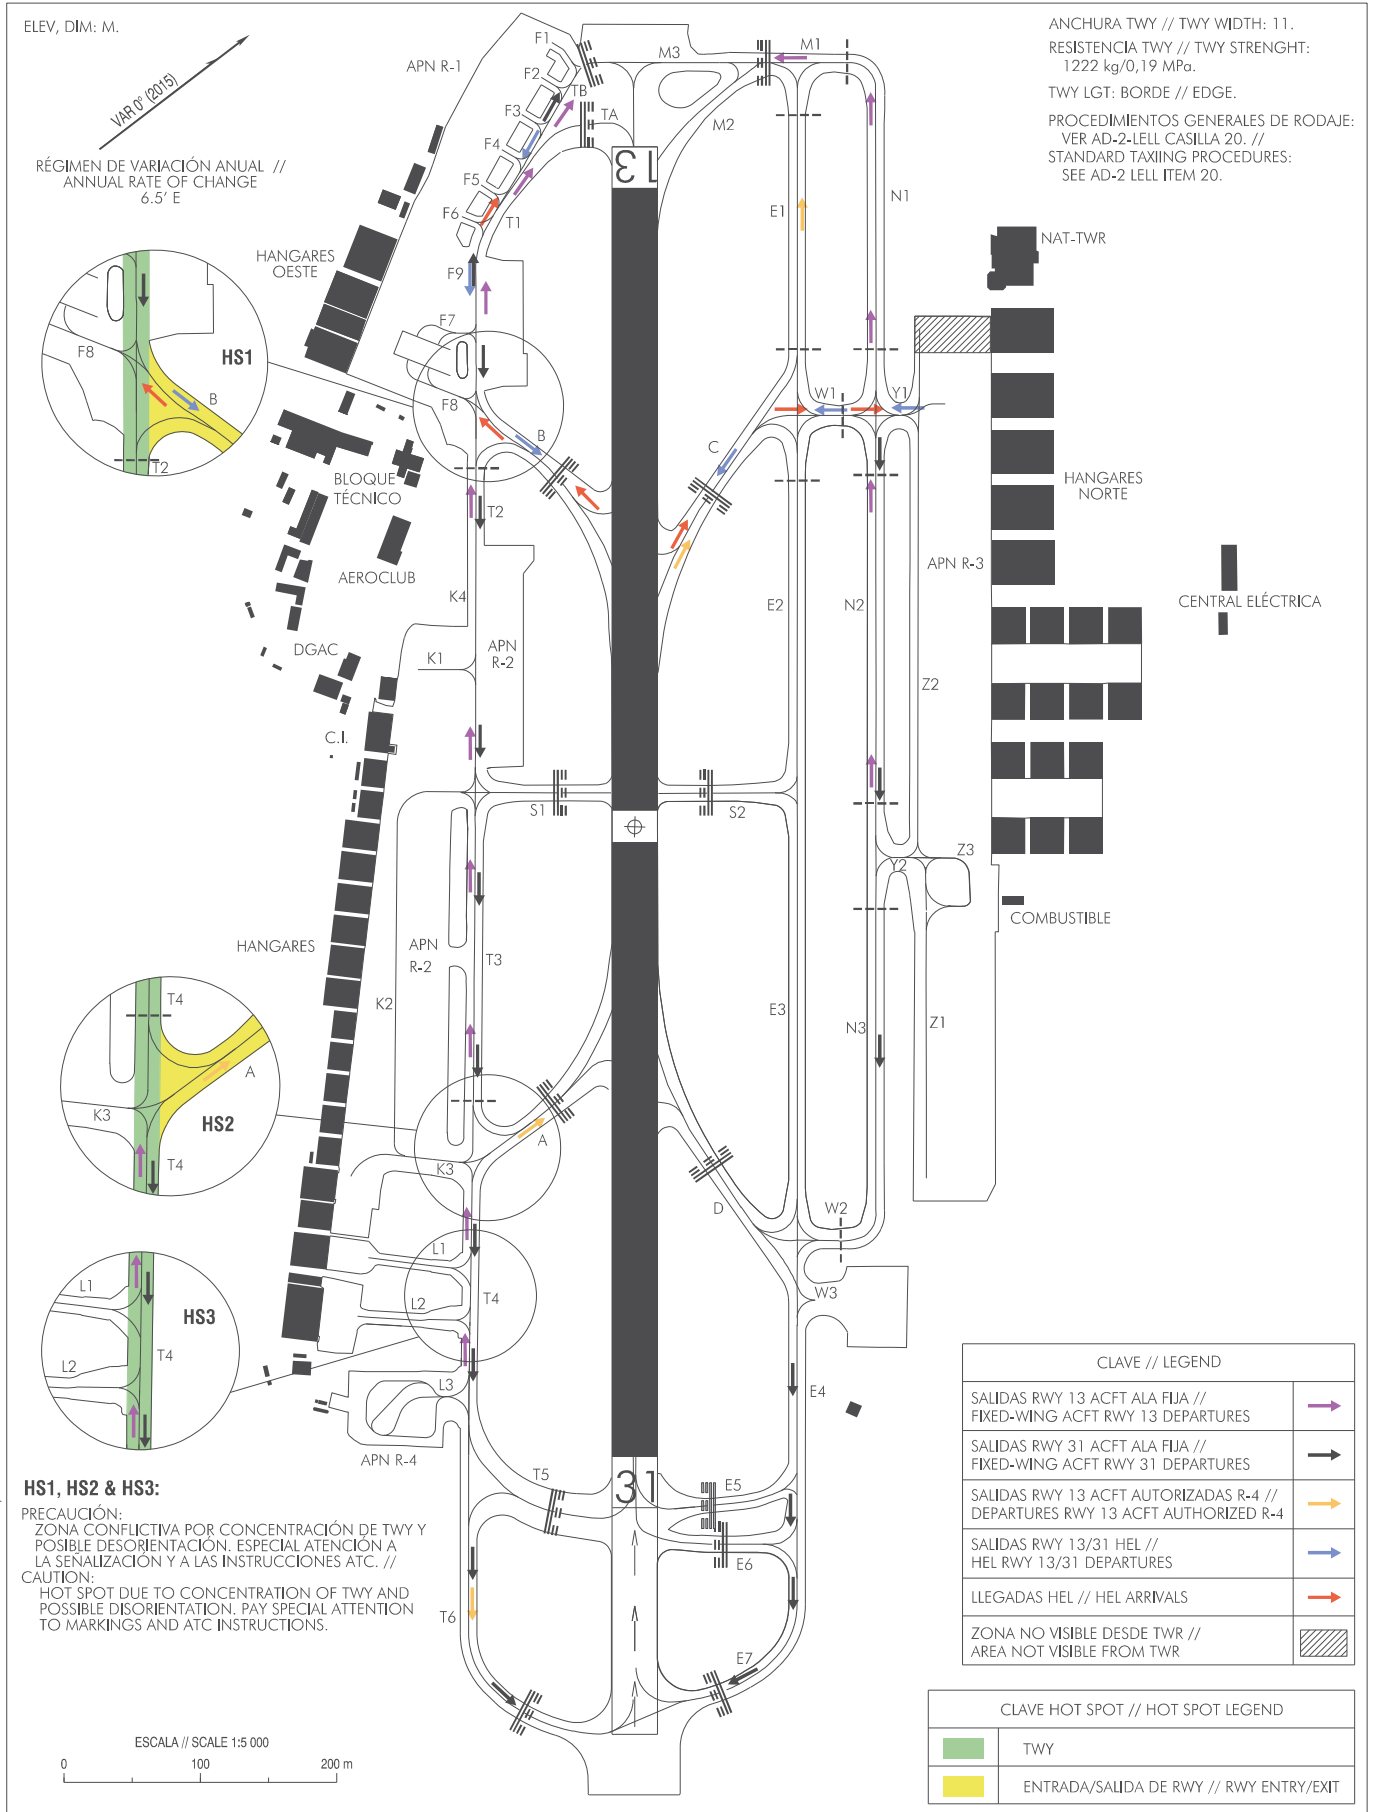 ELEV, DIM: M.
VAR 0° (2015)
RÉGIMEN DE VARIACIÓN ANUAL //
ANNUAL RATE OF CHANGE
6.5' E
ANCHURA TWY // TWY WIDTH: 11.
RESISTENCIA TWY // TWY STRENGHT:
1222 kg/0,19 MPa.
TWY LGT: BORDE // EDGE.
PROCEDIMIENTOS GENERALES DE RODAJE:
VER AD-2-LELL CASILLA 20. //
STANDARD TAXIING PROCEDURES:
SEE AD-2 LELL ITEM 20.
APN R-1
F1
F2
F3
F4
F5
F6
F9
F7
F8
TB
TA
T1
M3
M2
M1
13
E1
N1
NAT-TWR
HANGARES
OESTE
HS1
F8
B
T2
B
C
W1
Y1
BLOQUE
TÉCNICO
T2
AEROCLUB
K4
DGAC
K1
APN
R-2
C.I.
E2
N2
APN R-3
HANGARES
NORTE
CENTRAL ELÉCTRICA
Z2
S1
S2
Z3
Y2
COMBUSTIBLE
HANGARES
APN
R-2
K2
T3
E3
N3
Z1
T4
A
K3
HS2
T4
K3
A
D
W2
W3
L1
L2
T4
HS3
L1
L2
T4
L3
APN R-4
E4
T5
31
E5
E6
T6
E7
HS1, HS2 & HS3:
PRECAUCIÓN:
ZONA CONFLICTIVA POR CONCENTRACIÓN DE TWY Y
POSIBLE DESORIENTACIÓN. ESPECIAL ATENCIÓN A
LA SEÑALIZACIÓN Y A LAS INSTRUCCIONES ATC. //
CAUTION:
HOT SPOT DUE TO CONCENTRATION OF TWY AND
POSSIBLE DISORIENTATION. PAY SPECIAL ATTENTION
TO MARKINGS AND ATC INSTRUCTIONS.
ESCALA // SCALE 1:5 000
0 100 200 m
CLAVE // LEGEND
SALIDAS RWY 13 ACFT ALA FIJA //
FIXED-WING ACFT RWY 13 DEPARTURES
SALIDAS RWY 31 ACFT ALA FIJA //
FIXED-WING ACFT RWY 31 DEPARTURES
SALIDAS RWY 13 ACFT AUTORIZADAS R-4 //
DEPARTURES RWY 13 ACFT AUTHORIZED R-4
SALIDAS RWY 13/31 HEL //
HEL RWY 13/31 DEPARTURES
LLEGADAS HEL // HEL ARRIVALS
ZONA NO VISIBLE DESDE TWR //
AREA NOT VISIBLE FROM TWR
CLAVE HOT SPOT // HOT SPOT LEGEND
TWY
ENTRADA/SALIDA DE RWY // RWY ENTRY/EXIT